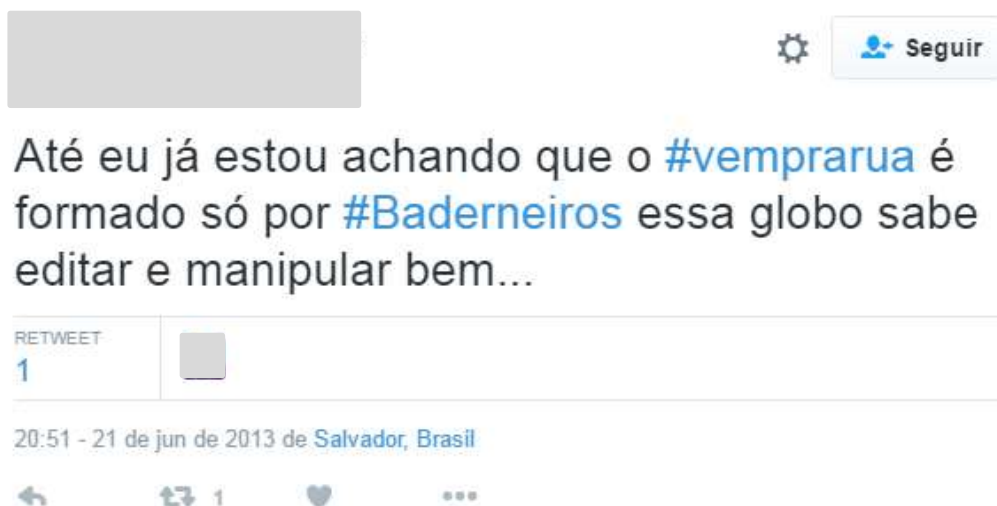 Seguir
Até eu já estou achando que o #vemprarua é
formado só por #Baderneiros essa globo sabe
editar e manipular bem...
RETWEET
1
20:51 - 21 de jun de 2013 de Salvador, Brasil
1